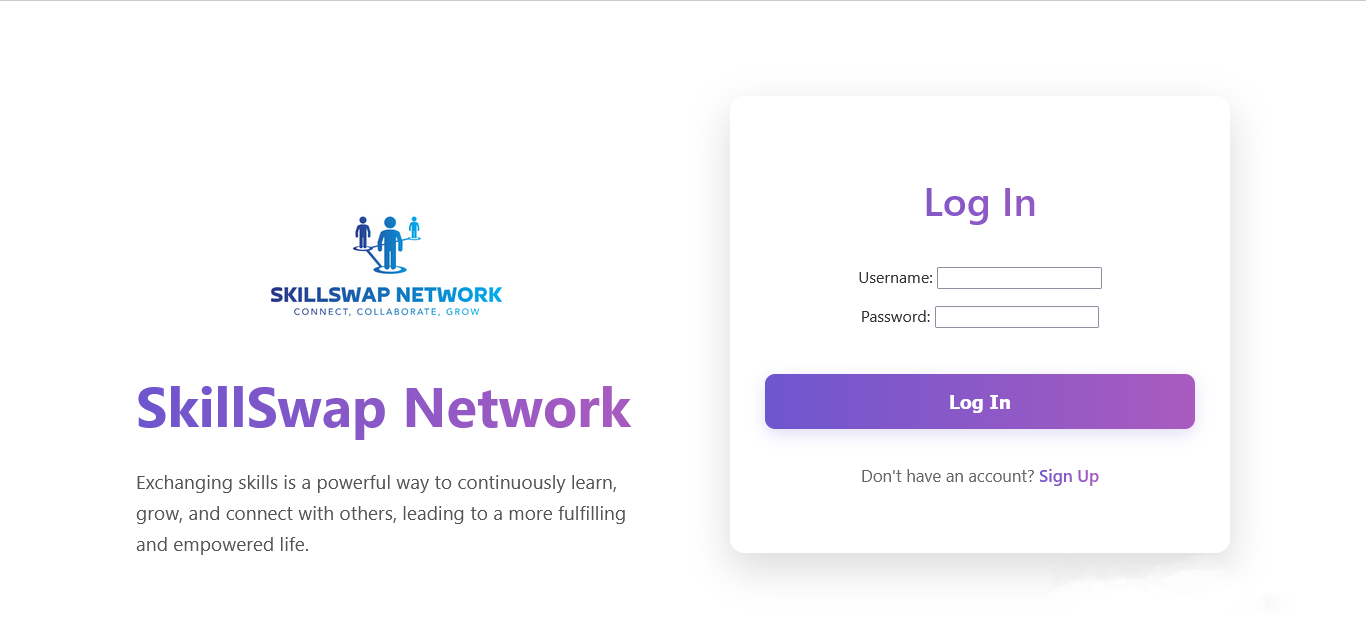 SKILLSWAP NETWORK
CONNECT, COLLABORATE, GROW
SkillSwap Network
Exchanging skills is a powerful way to continuously learn,
grow, and connect with others, leading to a more fulfilling
and empowered life.
Log In
Username:
Password:
Log In
Don't have an account? Sign Up